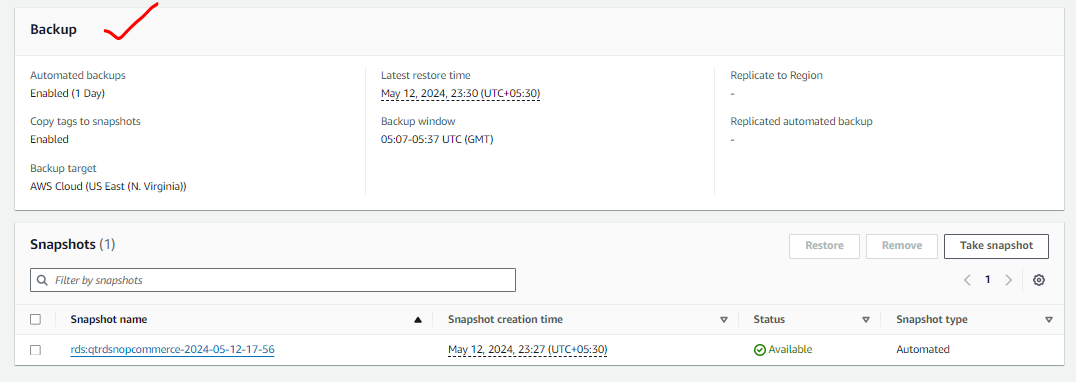 Backup
Automated backups
Enabled (1 Day)
Copy tags to snapshots
Enabled
Backup target
AWS Cloud (US East (N. Virginia))
Latest restore time
May 12, 2024, 23:30 (UTC+05:30)
Backup window
05:07-05:37 UTC (GMT)
Replicate to Region
-
Replicated automated backup
-
Snapshots (1)
Restore
Remove
Take snapshot
Filter by snapshots
1
Snapshot name
Snapshot creation time
Status
Snapshot type
rds:qtrdsnopcommerce-2024-05-12-17-56
May 12, 2024, 23:27 (UTC+05:30)
Available
Automated